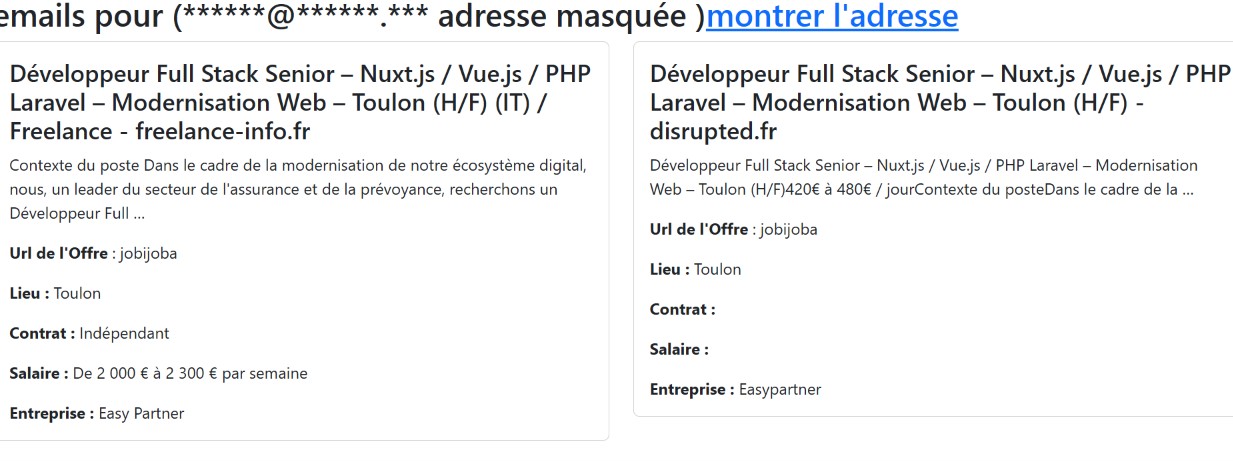 emails pour (******@******.*** adresse masquée )montrer l'adresse
Développeur Full Stack Senior – Nuxt.js / Vue.js / PHP
Laravel – Modernisation Web – Toulon (H/F) (IT) /
Freelance - freelance-info.fr
Contexte du poste Dans le cadre de la modernisation de notre écosystème digital,
nous, un leader du secteur de l'assurance et de la prévoyance, recherchons un
Développeur Full ...
Url de l'Offre : jobijoba
Lieu : Toulon
Contrat : Indépendant
Salaire : De 2 000 € à 2 300 € par semaine
Entreprise : Easy Partner
Développeur Full Stack Senior – Nuxt.js / Vue.js / PHP
Laravel – Modernisation Web – Toulon (H/F) -
disrupted.fr
Développeur Full Stack Senior – Nuxt.js / Vue.js / PHP Laravel – Modernisation
Web – Toulon (H/F)420€ à 480€ / jourContexte du posteDans le cadre de la ...
Url de l'Offre : jobijoba
Lieu : Toulon
Contrat :
Salaire :
Entreprise : Easypartner